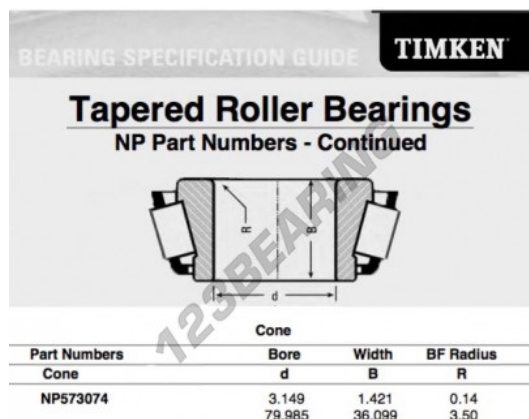 BEARING SPECIFICATION GUIDE TIMKEN
Tapered Roller Bearings
NP Part Numbers - Continued
R B
d
123BEARING
Cone
Part Numbers Bore Width BF Radius
Cone d B R
NP573074 3.149 1.421 0.14
79.985 36.099 3.50